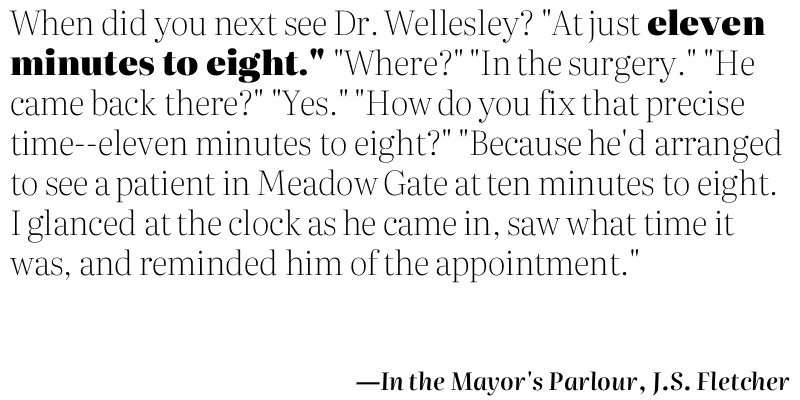 When did you next see Dr. Wellesley? "At just eleven
minutes to eight." "Where?" "In the surgery." "He
came back there?" "Yes." "How do you fix that precise
time--eleven minutes to eight?" "Because he'd arranged
to see a patient in Meadow Gate at ten minutes to eight.
I glanced at the clock as he came in, saw what time it
was, and reminded him of the appointment."
—In the Mayor's Parlour, J.S. Fletcher